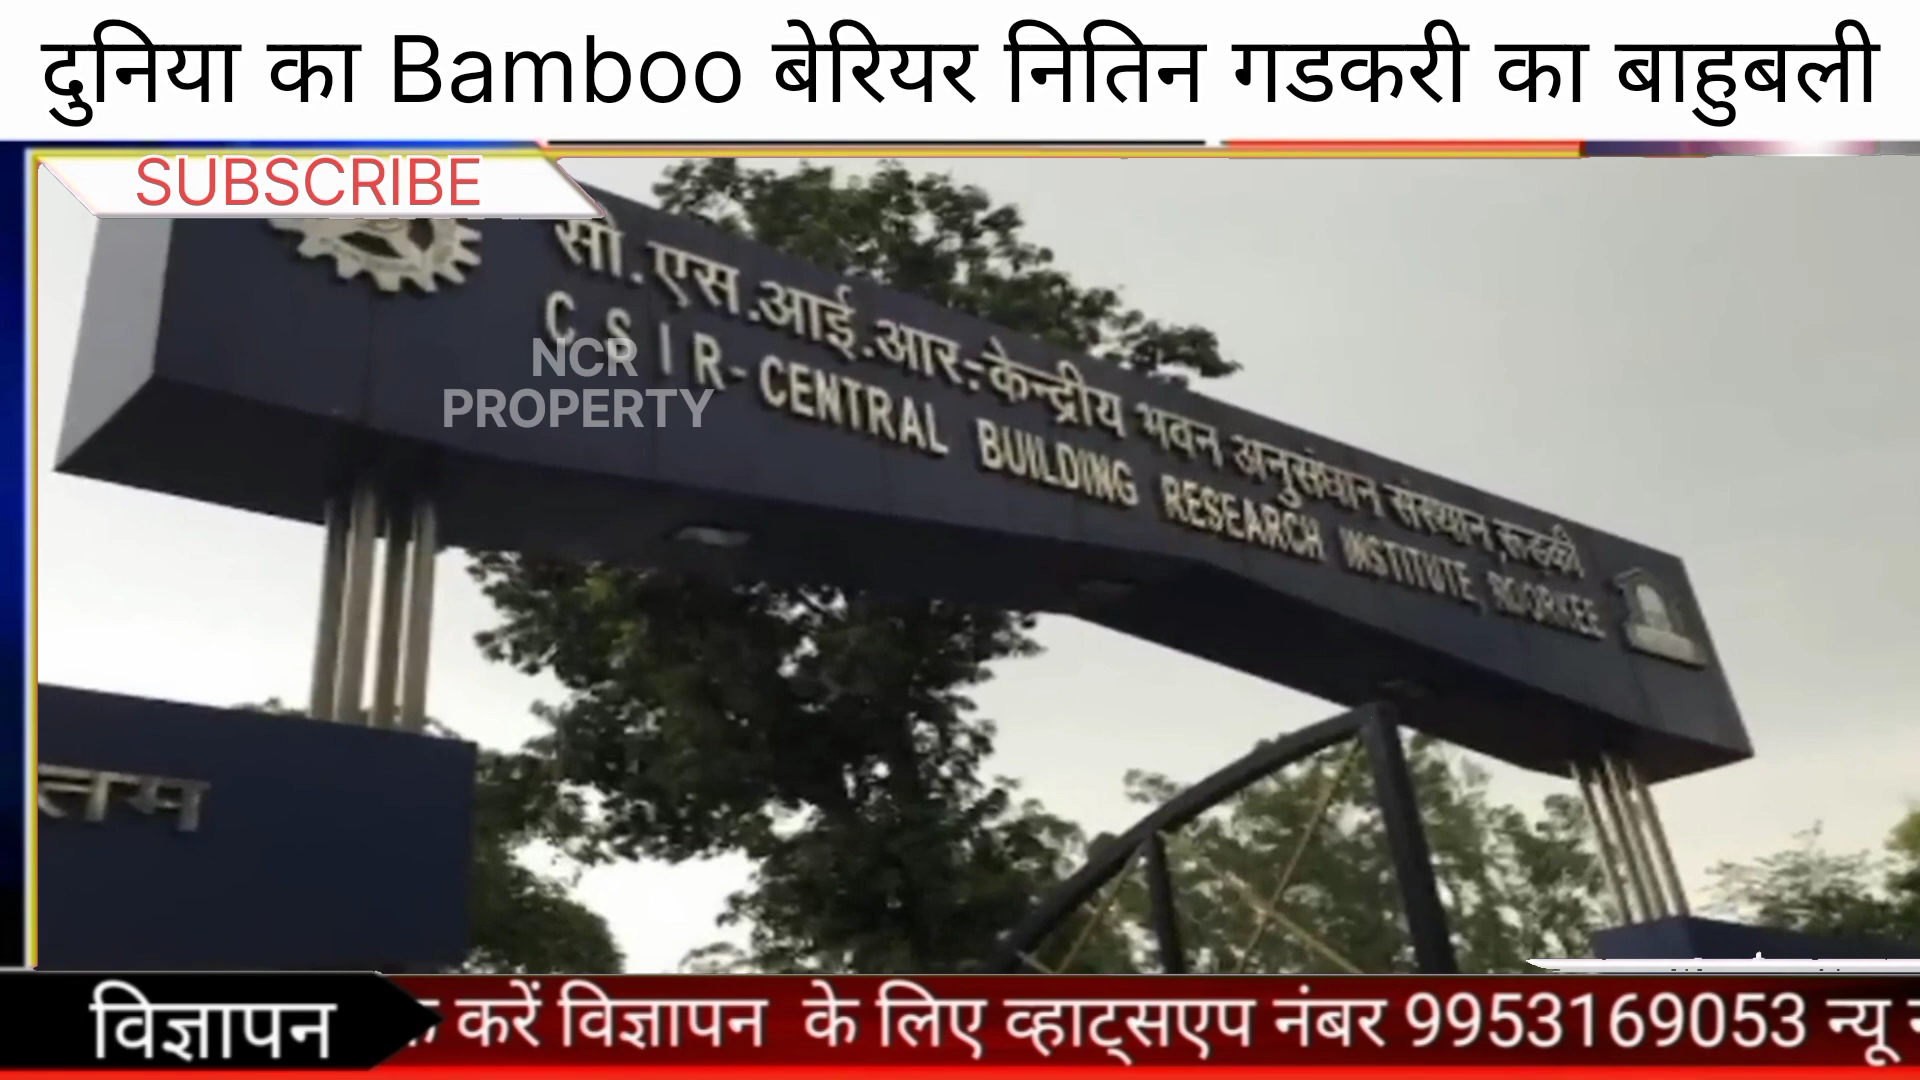 दुनिया का Bamboo बेरियर नितिन गडकरी का बाहुबली
SUBSCRIBE
सी.एस.आई.आर.-केन्द्रीय भवन अनुसंधान संस्थान,रूड़की
CSIR-CENTRAL BUILDING RESEARCH INSTITUTE, ROORKEE
NCR
PROPERTY
तम
विज्ञापन
करें विज्ञापन के लिए व्हाट्सएप नंबर 9953169053 न्यू